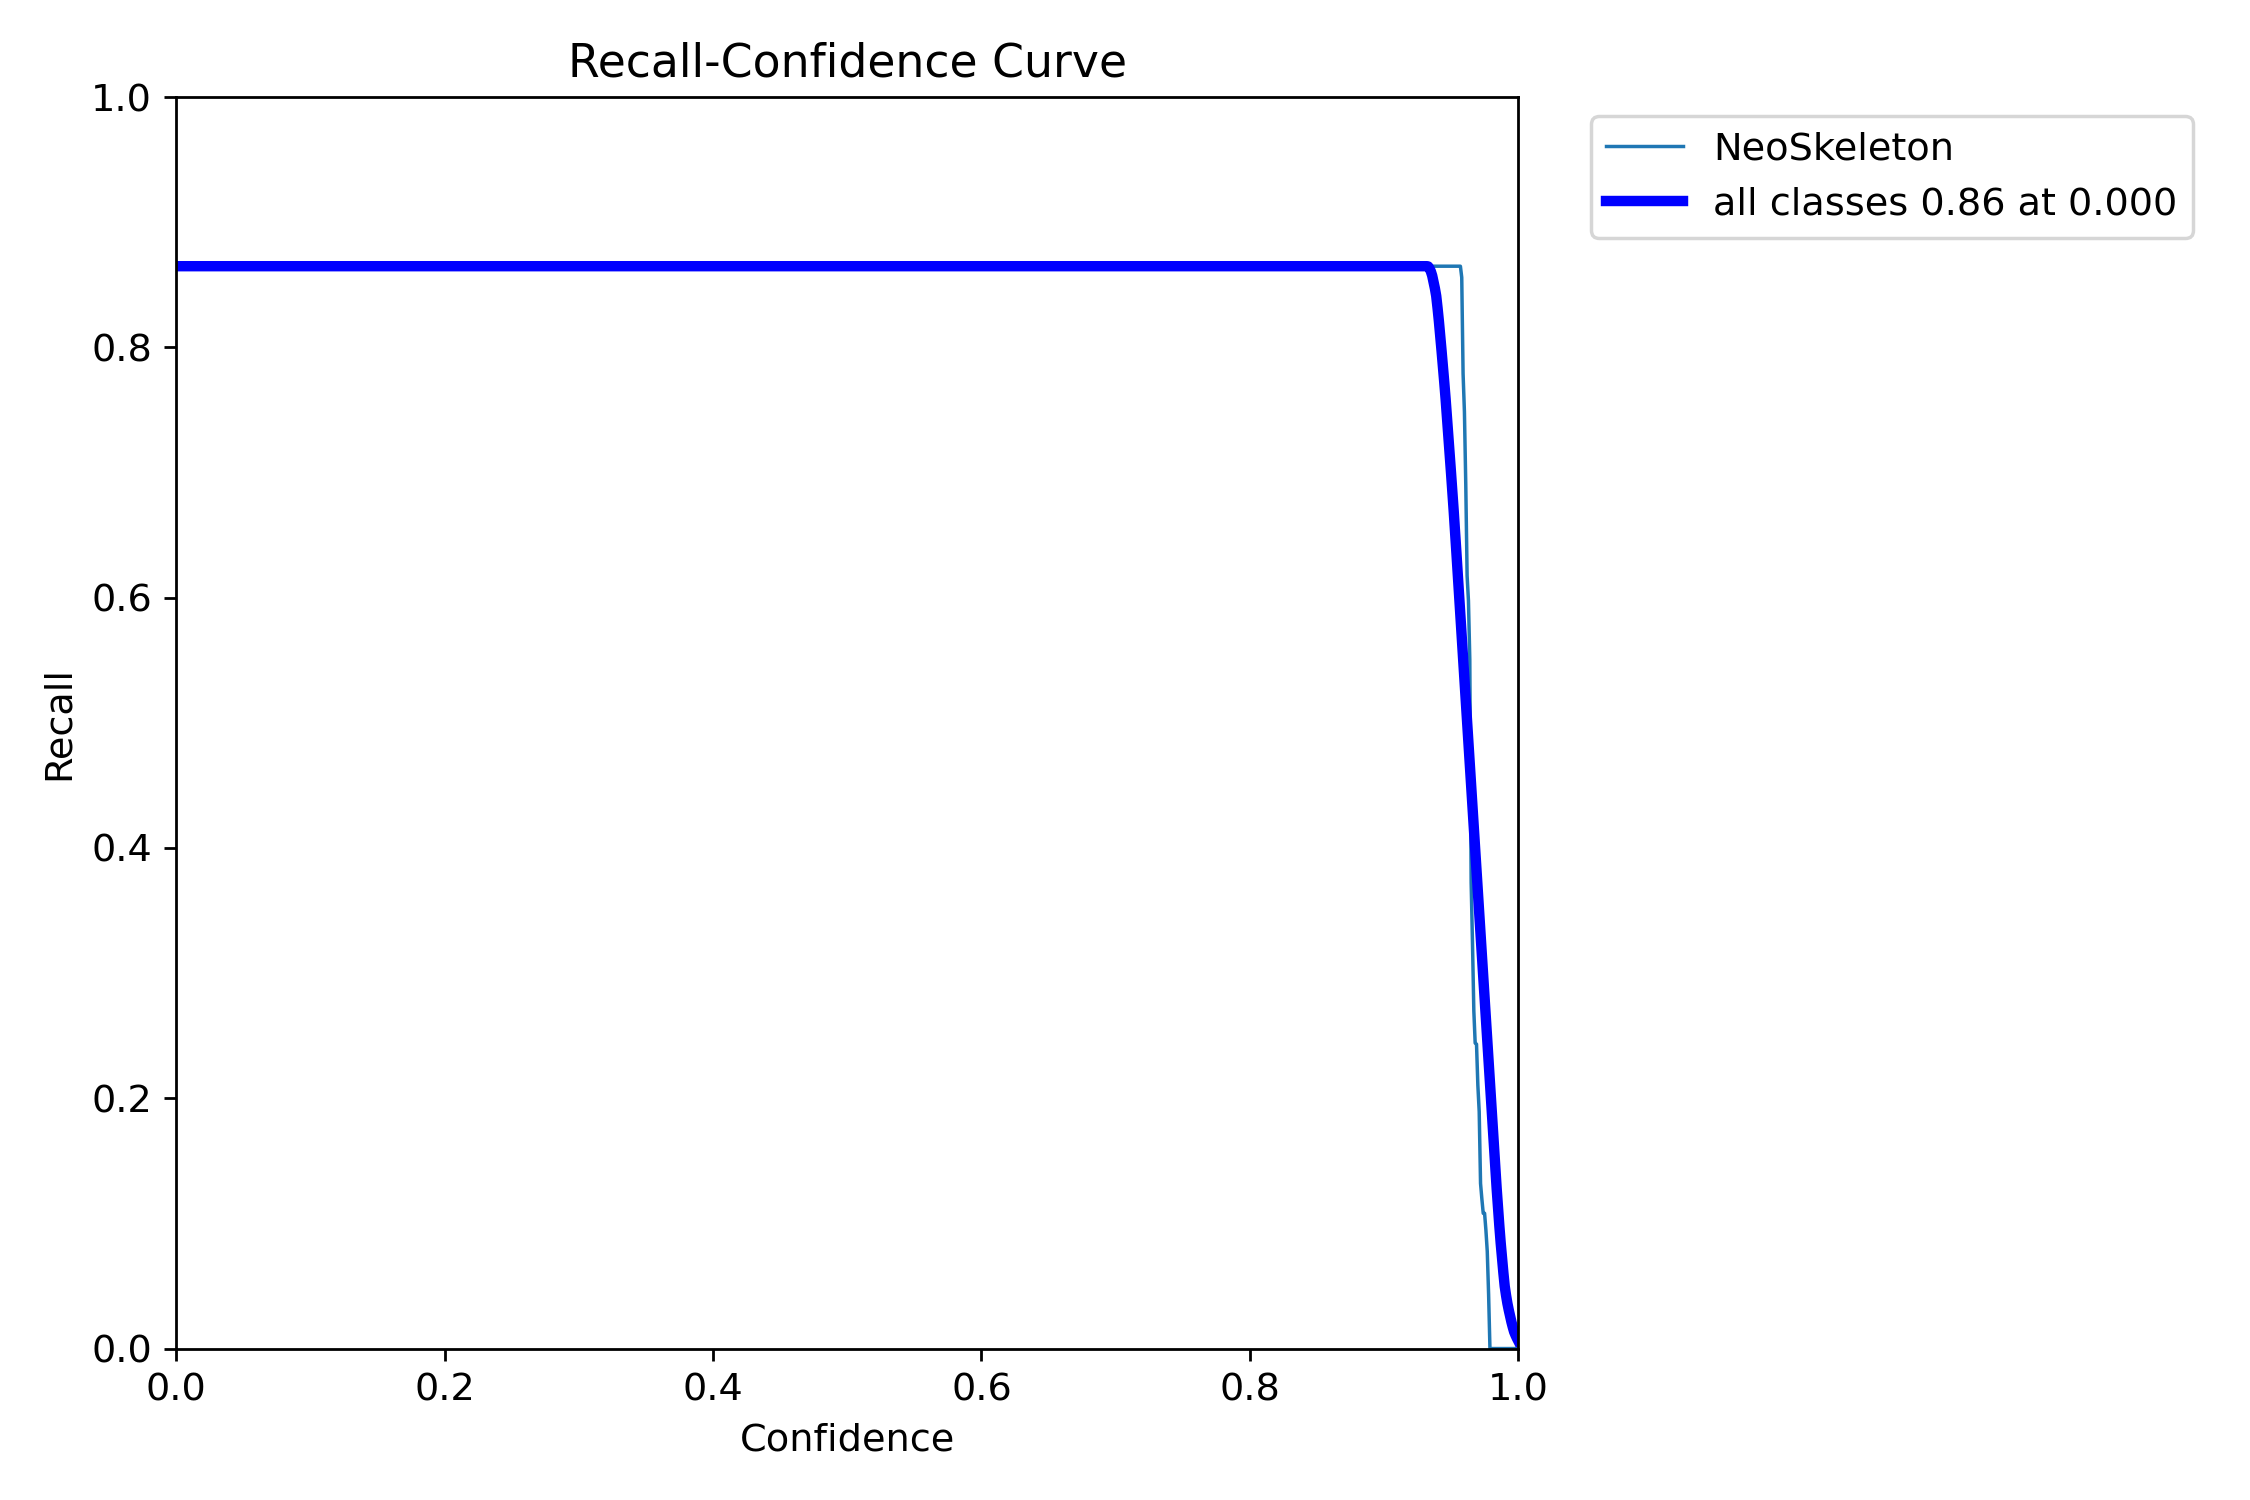 Recall-Confidence Curve
1.0
0.8
0.6
0.4
0.2
0.0
Recall
0.0 0.2 0.4 0.6 0.8 1.0
Confidence
NeoSkeleton
all classes 0.86 at 0.000